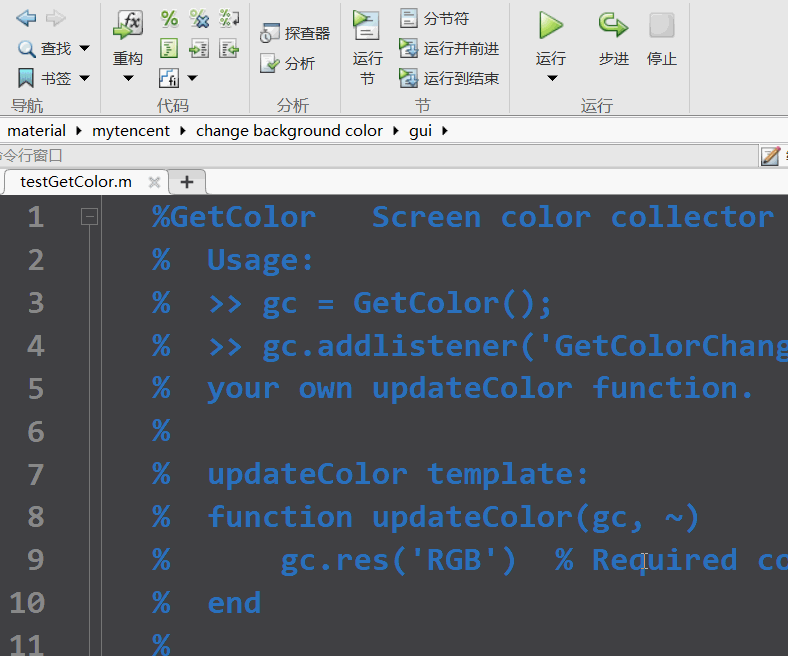 查找
书签
导航
重构
代码
探查器
分析
分析
运行
节
分节符
运行并前进
运行到结束
节
运行
步进
停止
运行
material mytencent change background color gui
令行窗口
testGetColor.m
1 %GetColor Screen color collector
2 % Usage:
3 % >> gc = GetColor();
4 % >> gc.addlistener('GetColorChang
5 % your own updateColor function.
6 %
7 % updateColor template:
8 % function updateColor(gc, ~)
9 % gc.res('RGB') % Required co
10 % end
11 %